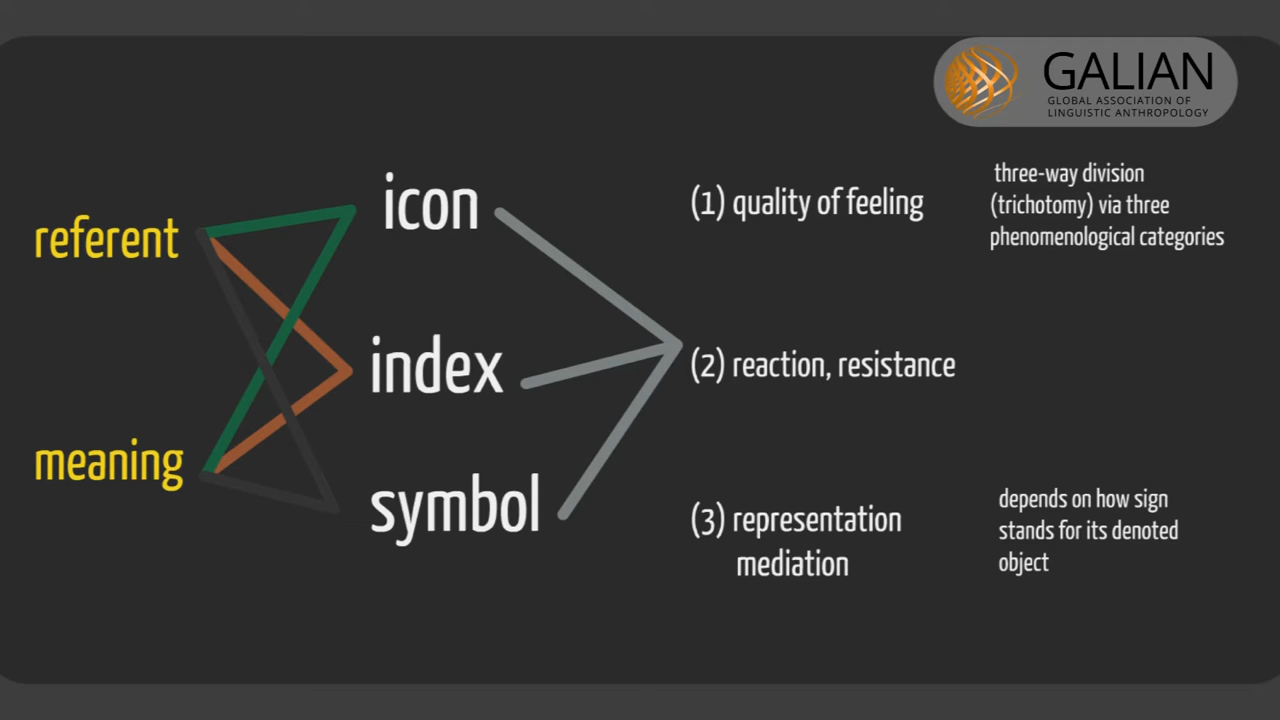 GALIAN
GLOBAL ASSOCIATION OF
LINGUISTIC ANTHROPOLOGY
referent
meaning
icon
index
symbol
(1) quality of feeling
(2) reaction, resistance
(3) representation
mediation
three-way division
(trichotomy) via three
phenomenological categories
depends on how sign
stands for its denoted
object